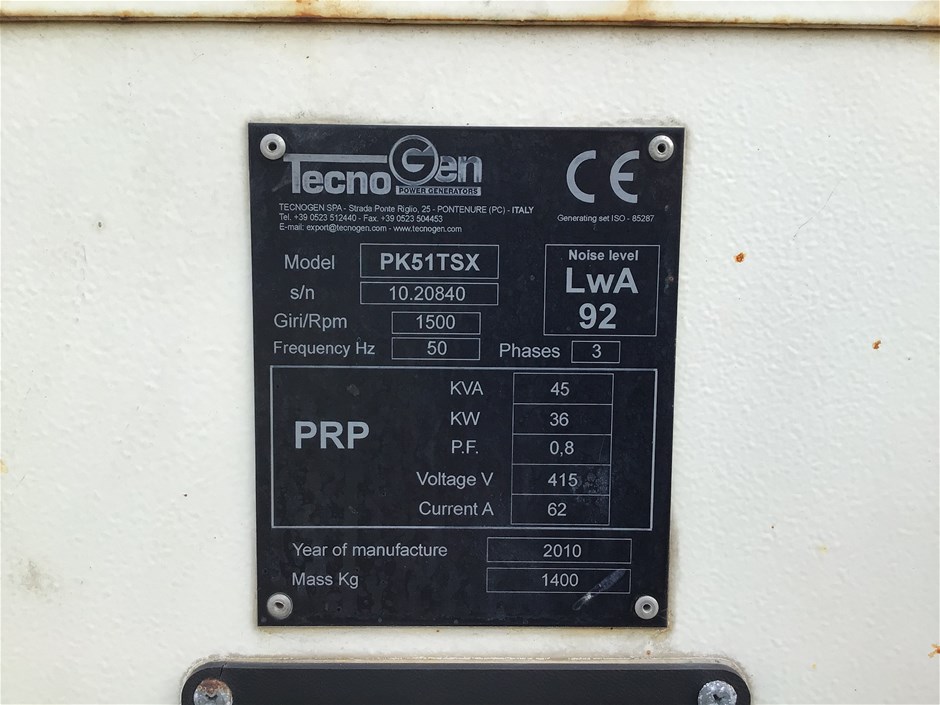 TecnoGen
POWER GENERATORS
CE
TECNOGEN SPA - Strada Ponte Riglio, 25 - PONTENURE (PC) - ITALY
Tel. +39 0523 512440 - Fax. +39 0523 504453
E-mail: export@tecnogen.com - www.tecnogen.com
Generating set ISO - 85287
Model PK51TSX
s/n 10.20840
Giri/Rpm 1500
Frequency Hz 50
Noise level
LwA
92
Phases 3
PRP
KVA 45
KW 36
P.F. 0,8
Voltage V 415
Current A 62
Year of manufacture 2010
Mass Kg 1400